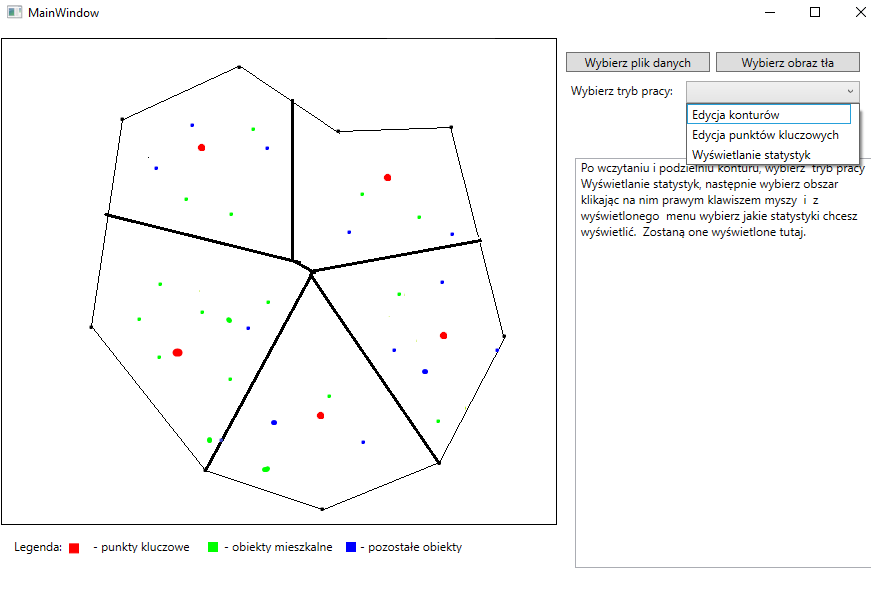 MainWindow
Wybierz plik danych
Wybierz obraz tła
Wybierz tryb pracy:
Edycja konturów
Edycja punktów kluczowych
Wyświetlanie statystyk
Po wczytaniu i podzielniu konturu, wybierz tryb pracy
Wyświetlanie statystyk, następnie wybierz obszar
klikając na nim prawym klawiszem myszy i z
wyświetlonego menu wybierz jakie statystyki chcesz
wyświetlić. Zostaną one wyświetlone tutaj.
Legenda: - punkty kluczowe - obiekty mieszkalne - pozostałe obiekty